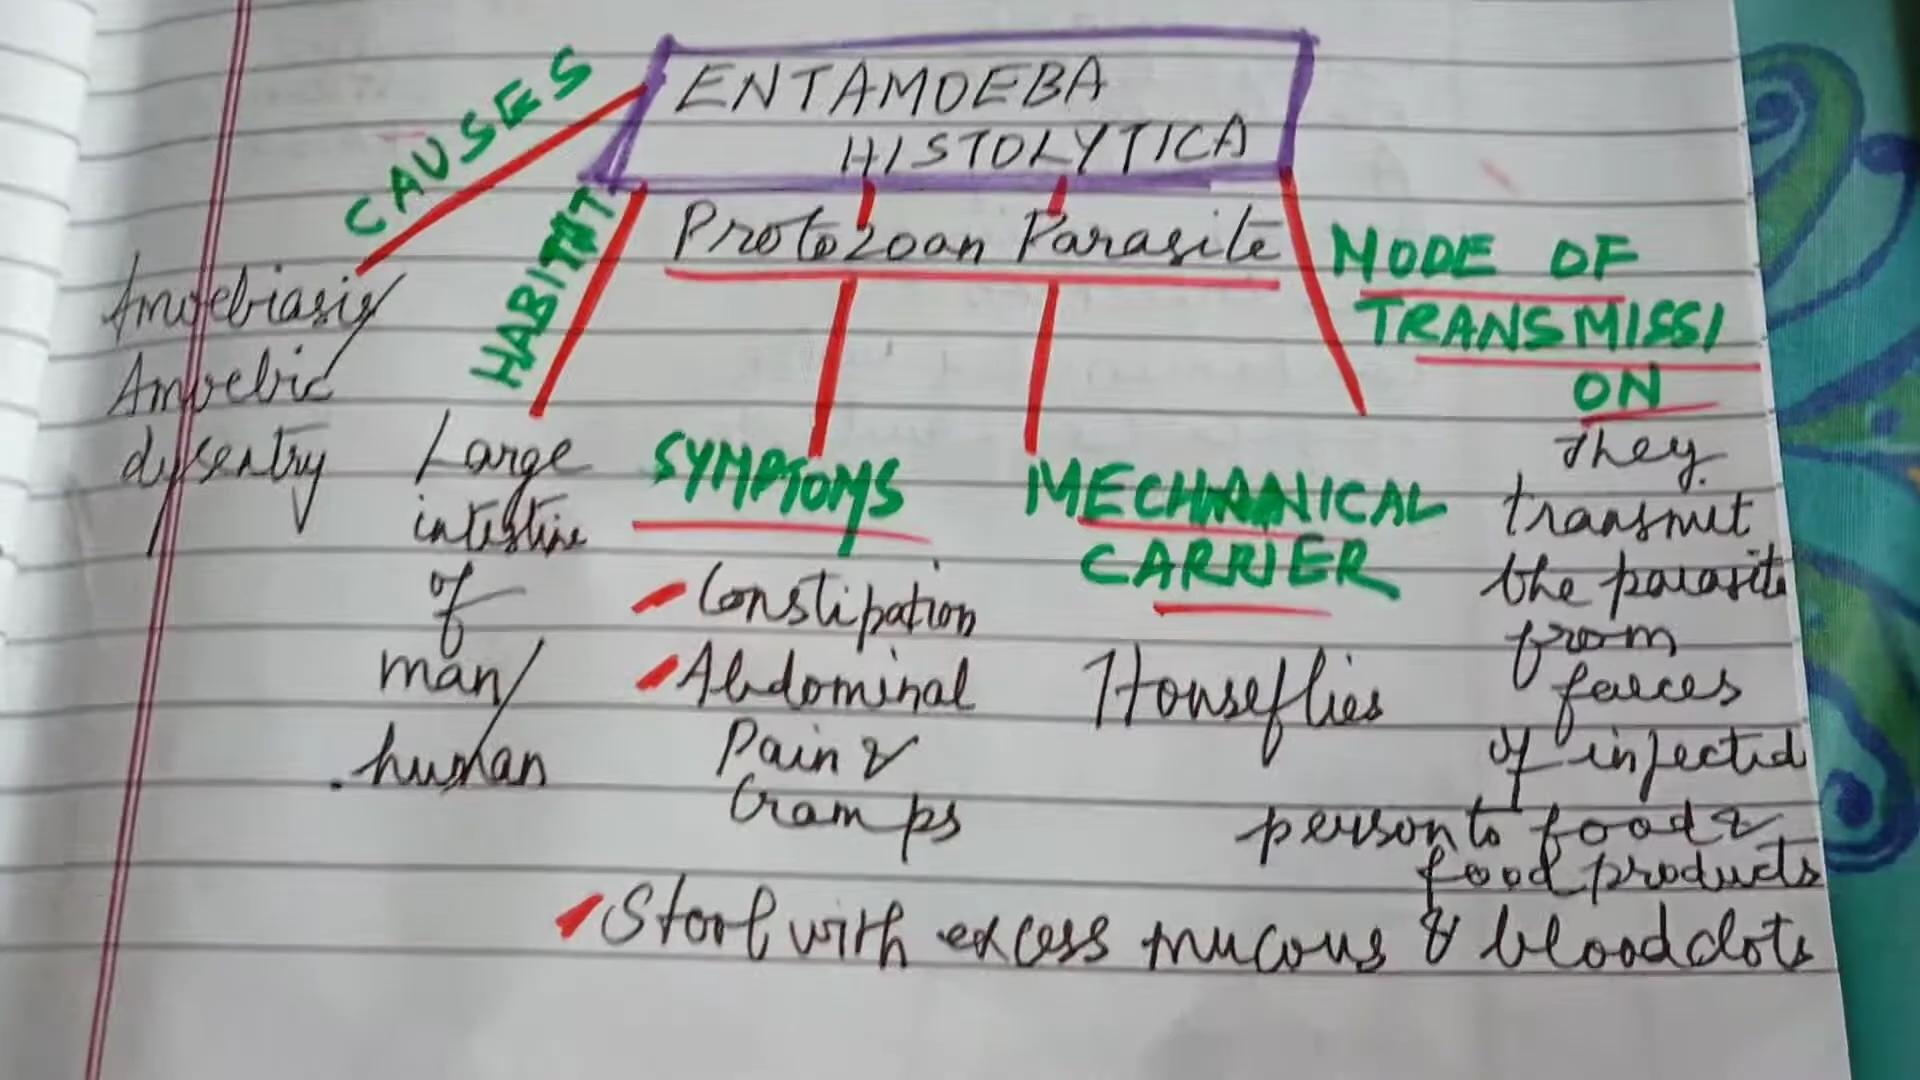 ENTAMOEBA
HISTOLYTICA
Protozoan Parasite
CAUSES
Amoebiasis/
Amoebic
dysentry
HABITAT
Large
intestine
of
man/
human
SYMPTOMS
Constipation
Abdominal
Pain &
Cramps
Stool with excess mucous & blood clots
MECHANICAL
CARRIER
Houseflies
MODE OF
TRANSMISSI
ON
They
transmit
the parasite
from
faeces
of infected
person to food &
food products